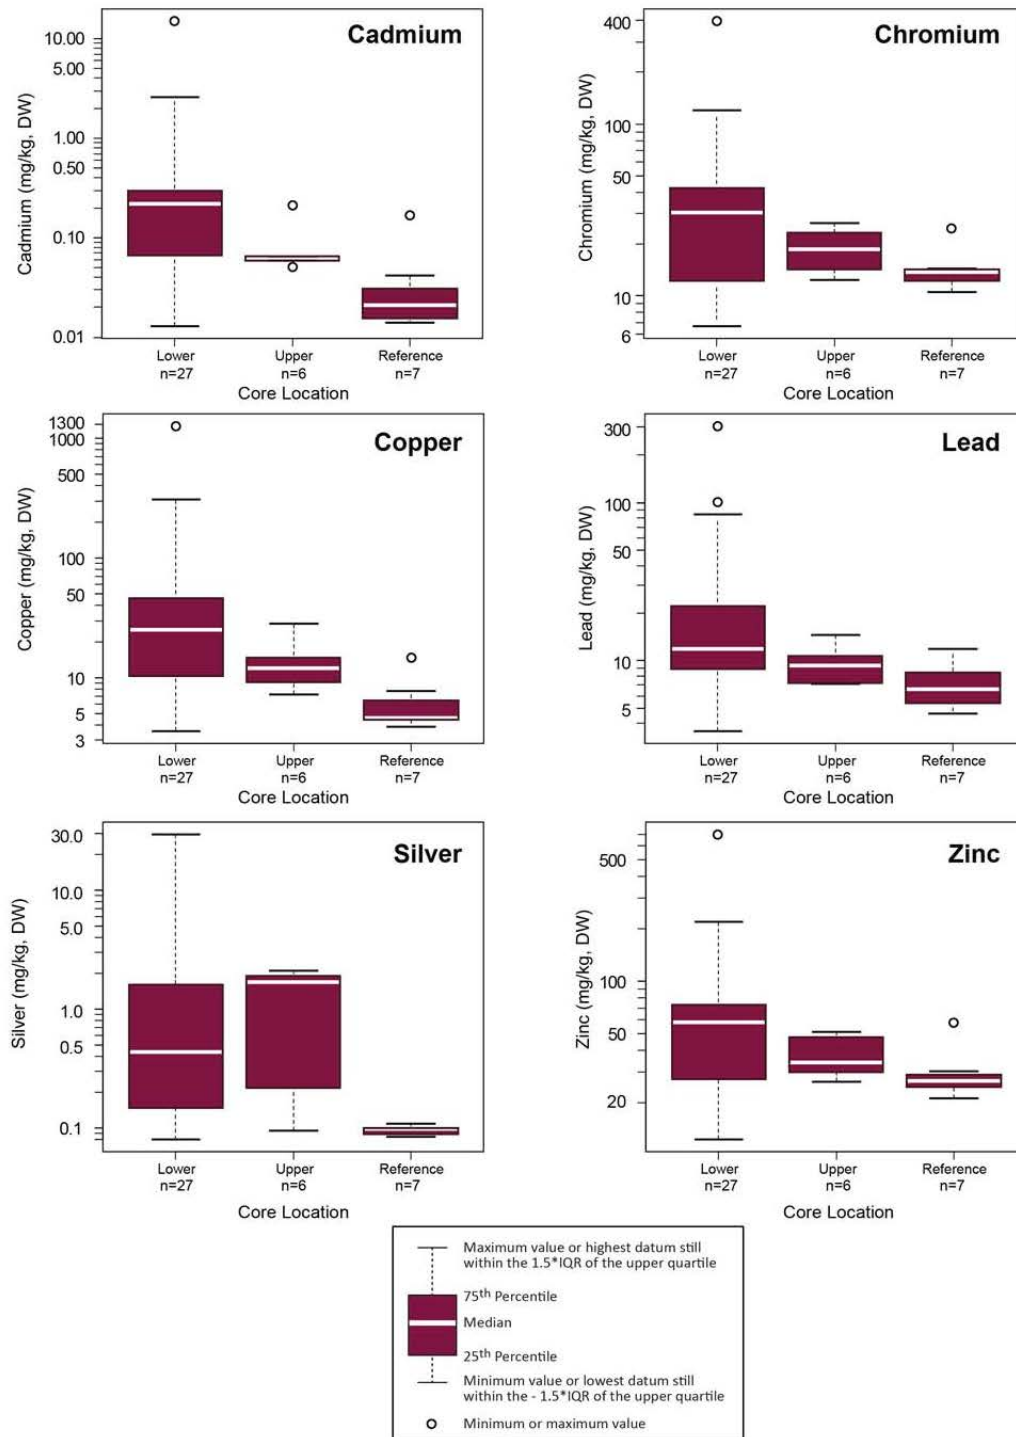 Cadmium
Cadmium (mg/kg, DW)
10.00
5.00
1.00
0.50
0.10
0.01
Lower
n=27
Upper
n=6
Reference
n=7
Core Location
Chromium
Chromium (mg/kg, DW)
400
100
50
10
6
Lower
n=27
Upper
n=6
Reference
n=7
Core Location
Copper
Copper (mg/kg, DW)
1300
1000
500
100
50
10
5
3
Lower
n=27
Upper
n=6
Reference
n=7
Core Location
Lead
Lead (mg/kg, DW)
300
100
50
10
5
Lower
n=27
Upper
n=6
Reference
n=7
Core Location
Silver
Silver (mg/kg, DW)
30.0
10.0
5.0
1.0
0.5
0.1
Lower
n=27
Upper
n=6
Reference
n=7
Core Location
Zinc
Zinc (mg/kg, DW)
500
100
50
20
Lower
n=27
Upper
n=6
Reference
n=7
Core Location
Maximum value or highest datum still
within the 1.5*IQR of the upper quartile
75th Percentile
Median
25th Percentile
Minimum value or lowest datum still
within the - 1.5*IQR of the upper quartile
Minimum or maximum value